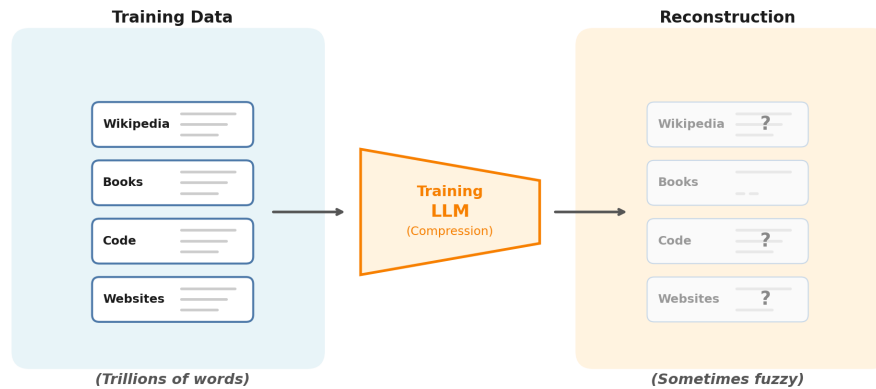 Training Data
Wikipedia
Books
Code
Websites
(Trillions of words)
Training
LLM
(Compression)
Reconstruction
Wikipedia ?
Books
Code ?
Websites ?
(Sometimes fuzzy)